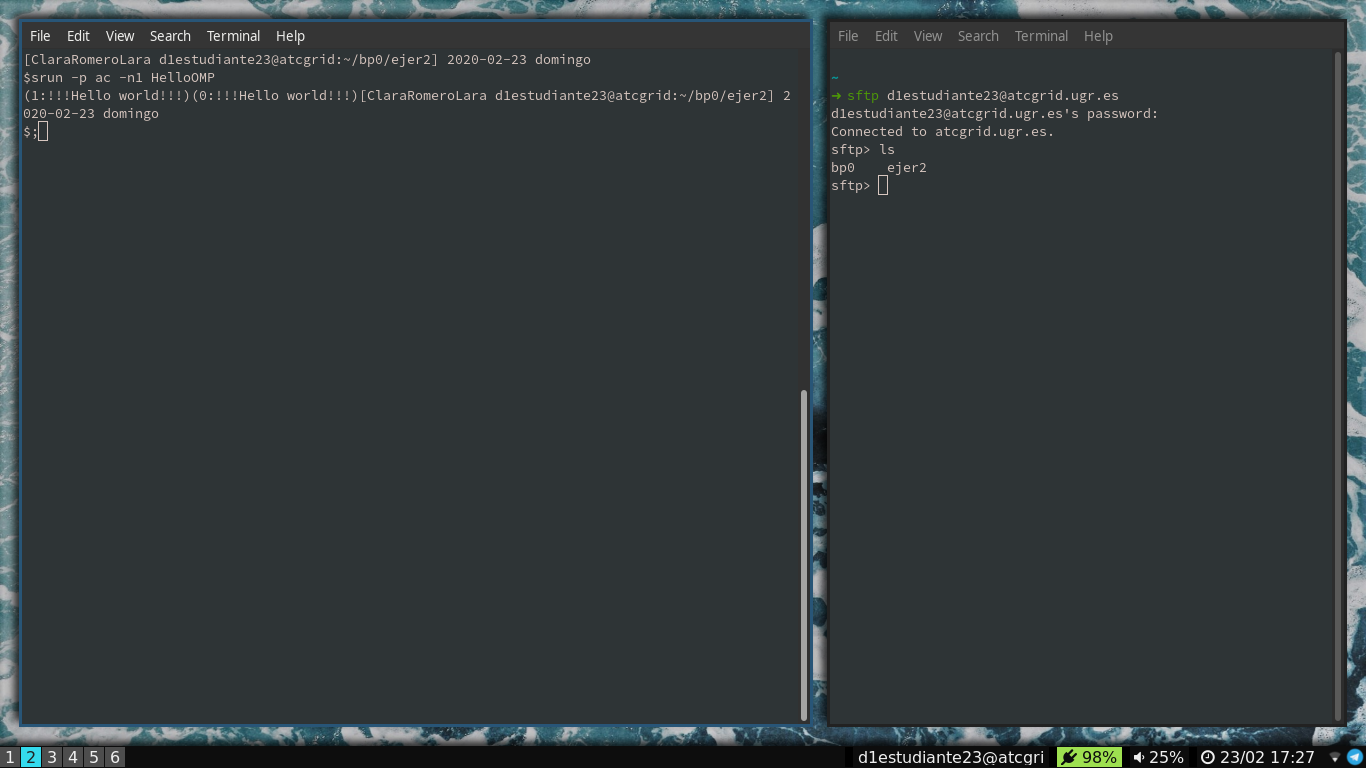 File Edit View Search Terminal Help
[ClaraRomeroLara d1estudiante23@atcgrid:~/bp0/ejer2] 2020-02-23 domingo
$srun -p ac -n1 HelloOMP
(1:!!!Hello world!!!)(0:!!!Hello world!!!)[ClaraRomeroLara d1estudiante23@atcgrid:~/bp0/ejer2] 2
020-02-23 domingo
$;
File Edit View Search Terminal Help
~
➜ sftp d1estudiante23@atcgrid.ugr.es
d1estudiante23@atcgrid.ugr.es's password:
Connected to atcgrid.ugr.es.
sftp> ls
bp0    ejer2
sftp>
1 2 3 4 5 6 d1estudiante23@atcgri 98% 25% 23/02 17:27